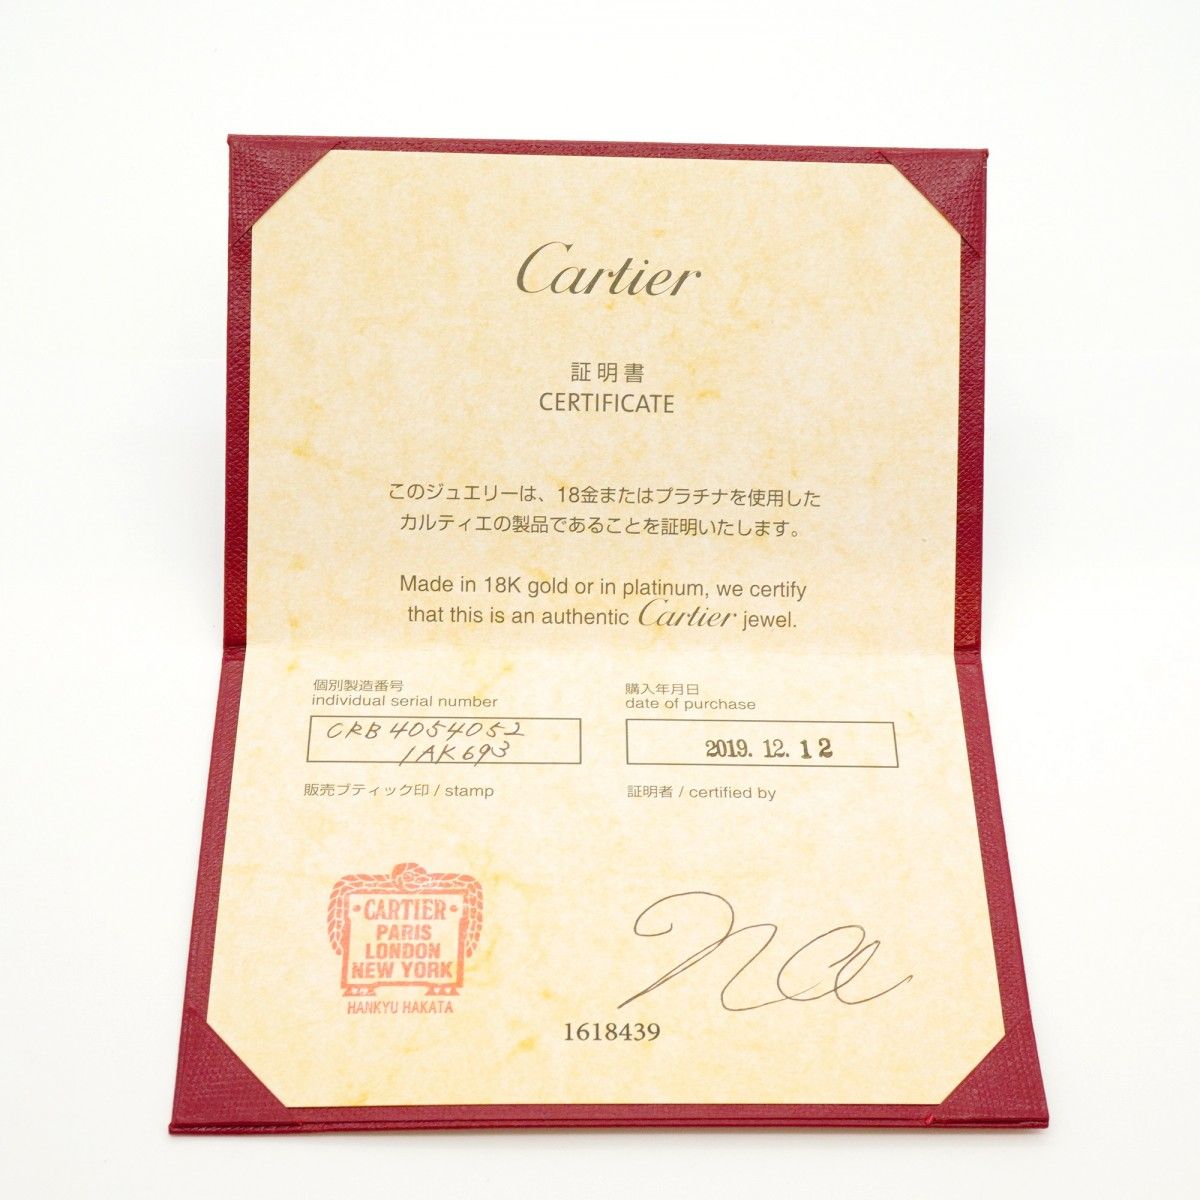 Cartier
証明書
CERTIFICATE
このジュエリーは、18金またはプラチナを使用した
カルティエの製品であることを証明いたします。
Made in 18K gold or in platinum, we certify
that this is an authentic Cartier jewel.
個別製造番号
individual serial number
CRB4054052
1AK693
購入年月日
date of purchase
2019. 12. 12
販売ブティック印 / stamp
証明者 / certified by
·CARTIER·
PARIS
LONDON
NEW YORK
HANKYU HAKATA
1618439